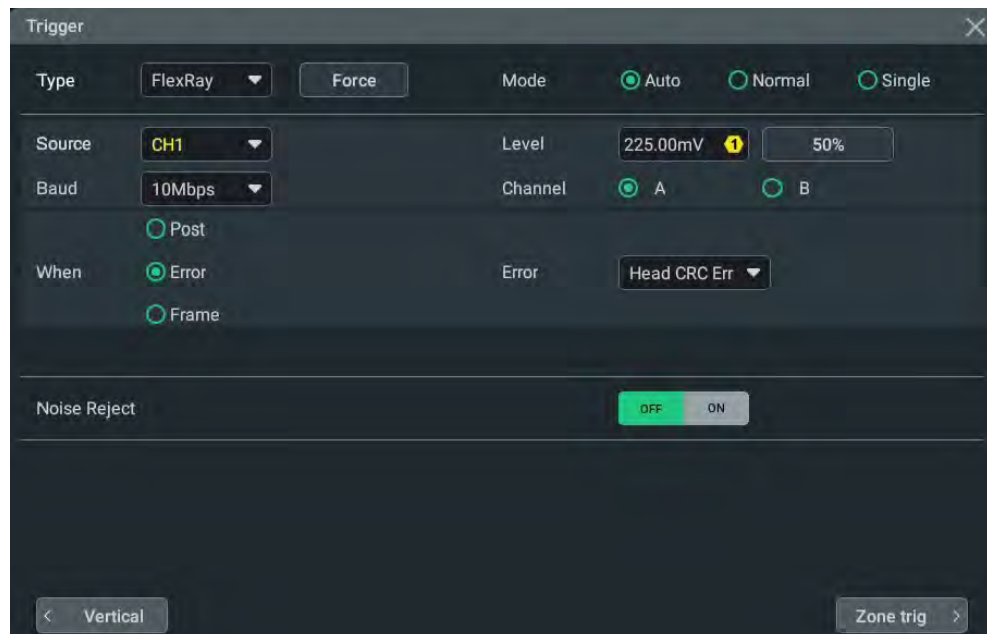 Trigger
Type FlexRay Force Mode Auto Normal Single
Source CH1 Level 225.00mV 1 50%
Baud 10Mbps Channel A B
Post
When Error Error Head CRC Err
Frame
Noise Reject OFF ON
< Vertical Zone trig >